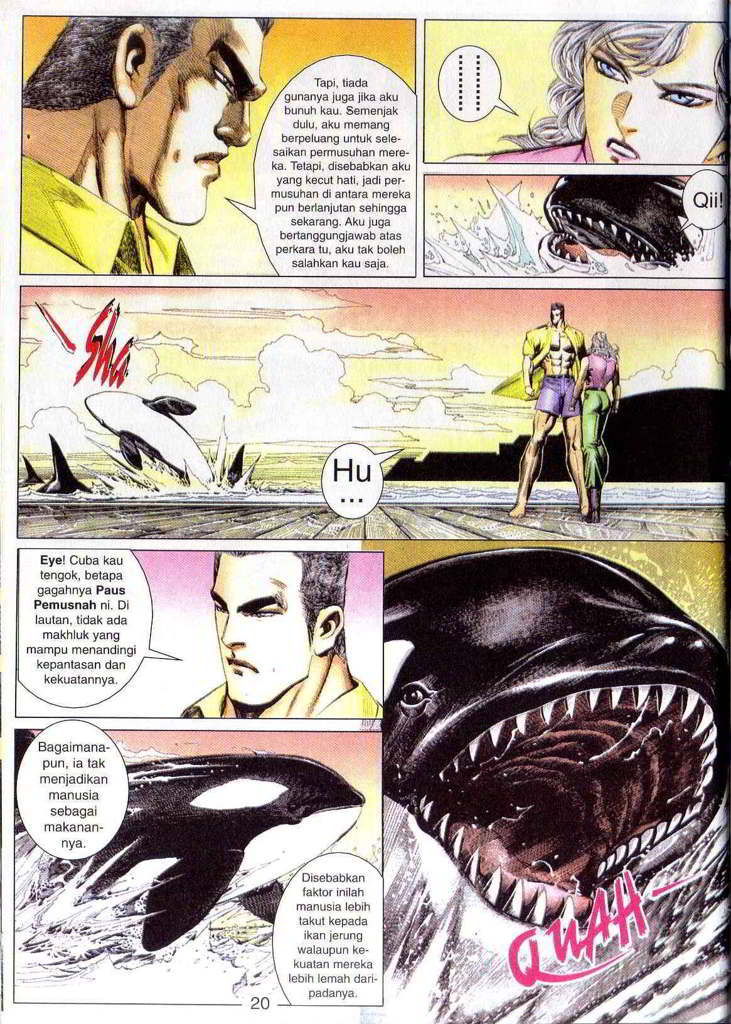 Tapi, tiada
gunanya juga jika aku
bunuh kau. Semenjak
dulu, aku memang
berpeluang untuk sele-
saikan permusuhan mere-
ka. Tetapi, disebabkan aku
yang kecut hati, jadi per-
musuhan di antara mereka
pun berlanjutan sehingga
sekarang. Aku juga
bertanggungjawab atas
perkara tu, aku tak boleh
salahkan kau saja.
!!
Qii!
Sha
Hu
...
Eye! Cuba kau
tengok, betapa
gagahnya Paus
Pemusnah ni. Di
lautan, tidak ada
makhluk yang
mampu menandingi
kepantasan dan
kekuatannya.
Bagaimana-
pun, ia tak
menjadikan
manusia
sebagai
makanan-
nya.
Disebabkan
faktor inilah
manusia lebih
takut kepada
ikan jerung
walaupun ke-
kuatan mereka
lebih lemah dari-
padanya.
QUAH
20